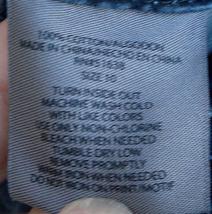 100% COTTON/ALGODON
MADE IN CHINA/HECHO EN CHINA
RN#51638
SIZE 10
TURN INSIDE OUT
MACHINE WASH COLD
WITH LIKE COLORS
USE ONLY NON-CHLORINE
BLEACH WHEN NEEDED
TUMBLE DRY LOW
REMOVE PROMPTLY
WARM IRON WHEN NEEDED
DO NOT IRON ON PRINT/MOTIF